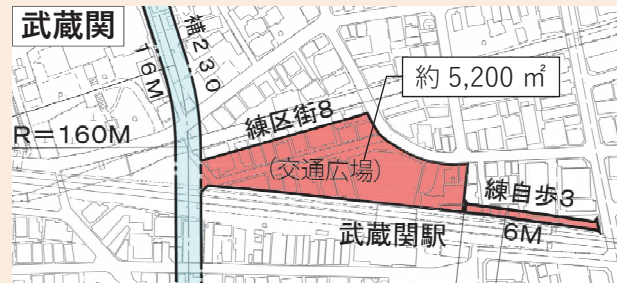 武蔵関
補230
16M
R=160M
約 5,200 ㎡
練区街8
(交通広場)
練自歩3
6M
武蔵関駅